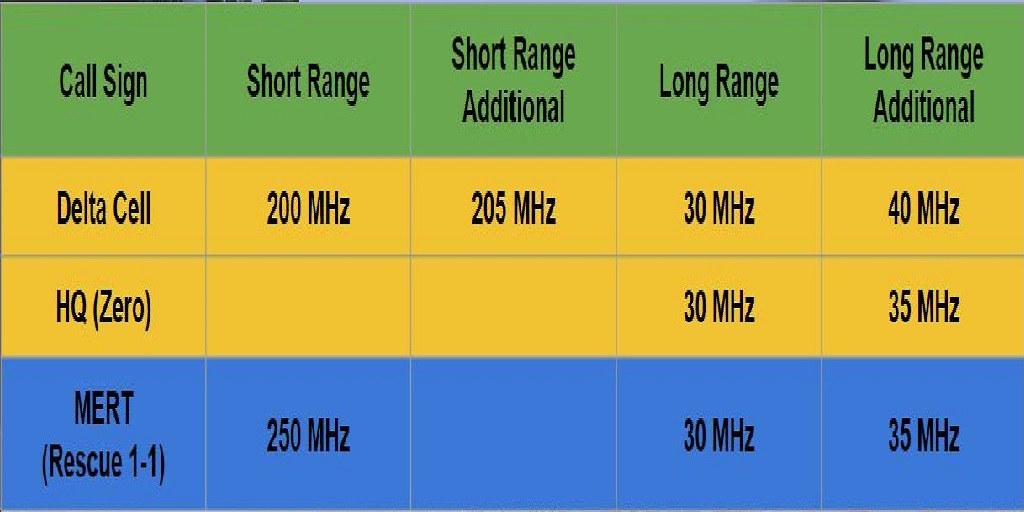 Call Sign
Short Range
Short Range
Additional
Long Range
Long Range
Additional
Delta Cell
200 MHz
205 MHz
30 MHz
40 MHz
HQ (Zero)
30 MHz
35 MHz
MERT
(Rescue 1-1)
250 MHz
30 MHz
35 MHz